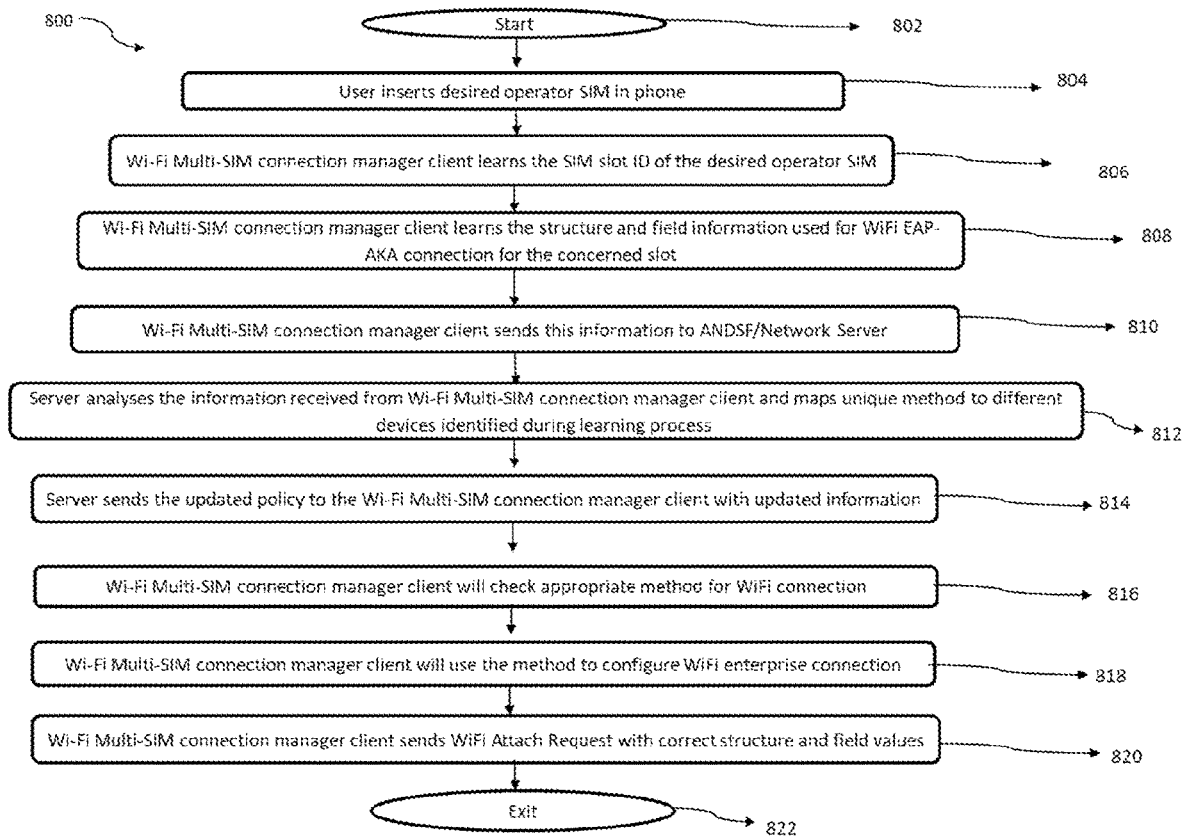 800
Start
802
User inserts desired operator SIM in phone
804
Wi-Fi Multi-SIM connection manager client learns the SIM slot ID of the desired operator SIM
806
Wi-Fi Multi-SIM connection manager client learns the structure and field information used for WiFi EAP-
AKA connection for the concerned slot
808
Wi-Fi Multi-SIM connection manager client sends this information to ANDSF/Network Server
810
Server analyses the information received from Wi-Fi Multi-SIM connection manager client and maps unique method to different
devices identified during learning process
812
Server sends the updated policy to the Wi-Fi Multi-SIM connection manager client with updated information
814
Wi-Fi Multi-SIM connection manager client will check appropriate method for WiFi connection
816
Wi-Fi Multi-SIM connection manager client will use the method to configure WiFi enterprise connection
818
Wi-Fi Multi-SIM connection manager client sends WiFi Attach Request with correct structure and field values
820
Exit
822